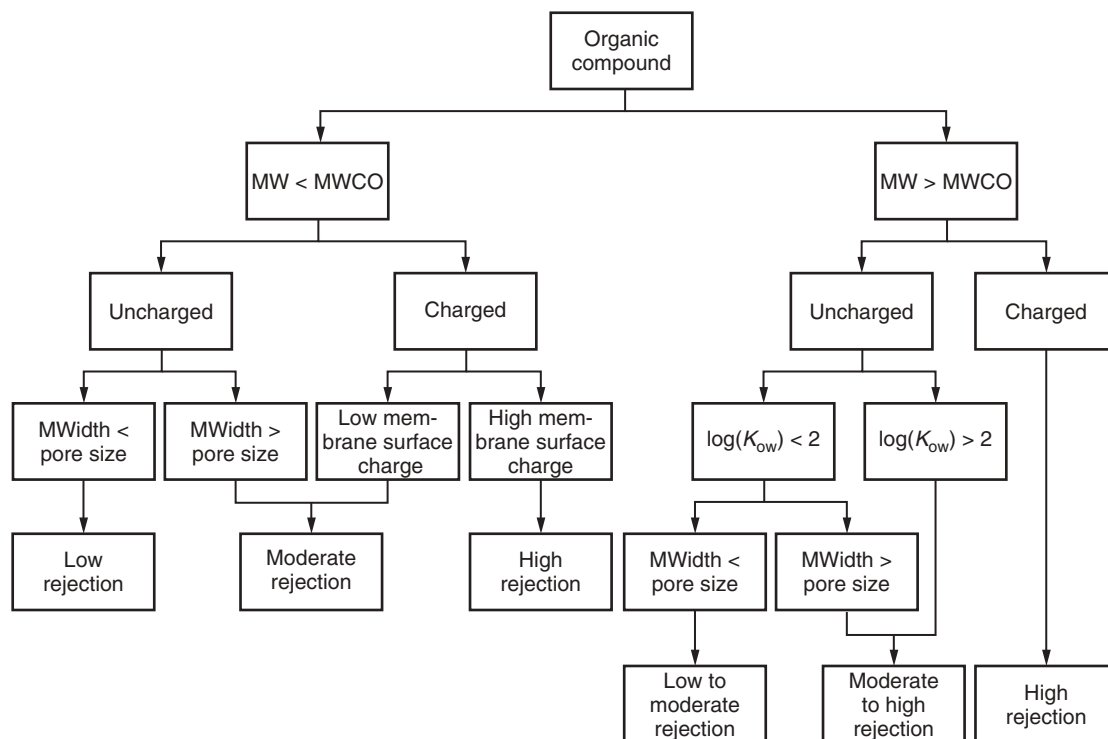 Organic
compound
MW < MWCO
MW > MWCO
Uncharged
Charged
Uncharged
Charged
MWidth <
pore size
MWidth >
pore size
Low mem-
brane surface
charge
High mem-
brane surface
charge
log(Kow) < 2
log(Kow) > 2
Low
rejection
Moderate
rejection
High
rejection
MWidth <
pore size
MWidth >
pore size
Low to
moderate
rejection
Moderate
to high
rejection
High
rejection